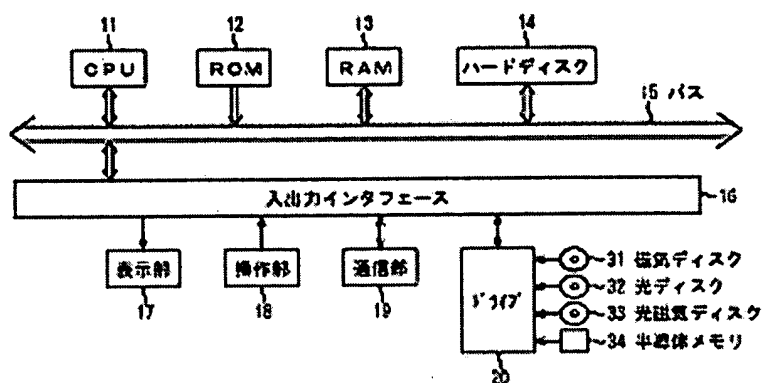 11 12 13 14
CPU ROM RAM ハードディスク
15 バス
入出力インタフェース 16
表示部 操作部 通信部 ドライブ
31 磁気ディスク
32 光ディスク
33 光磁気ディスク
34 半導体メモリ
17 18 19
20